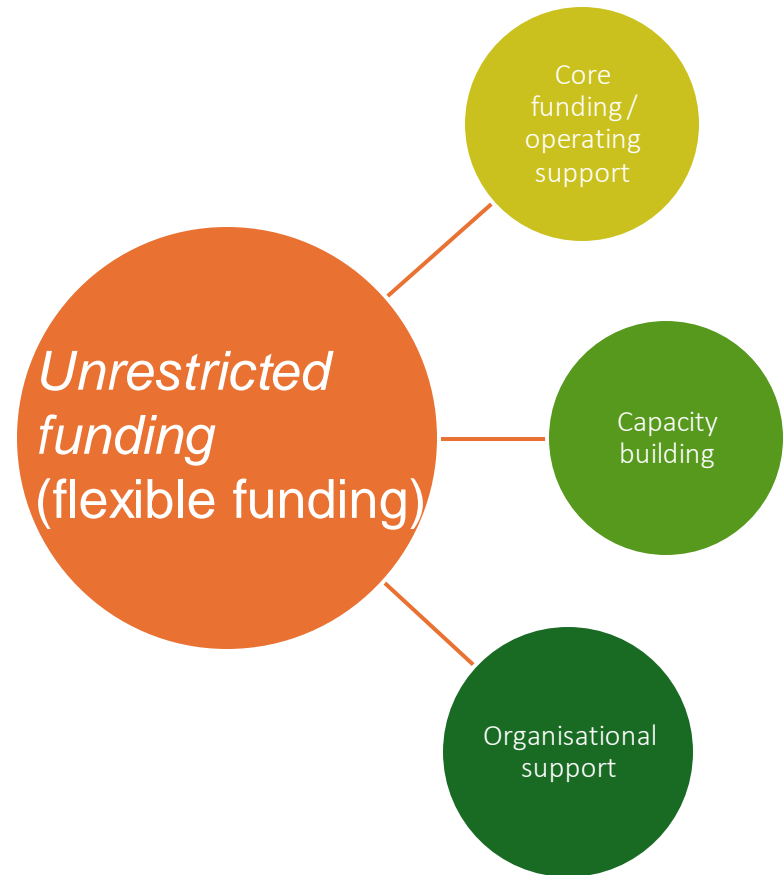 Core
funding/
operating
support
Unrestricted
funding
(flexible funding)
Capacity
building
Organisational
support